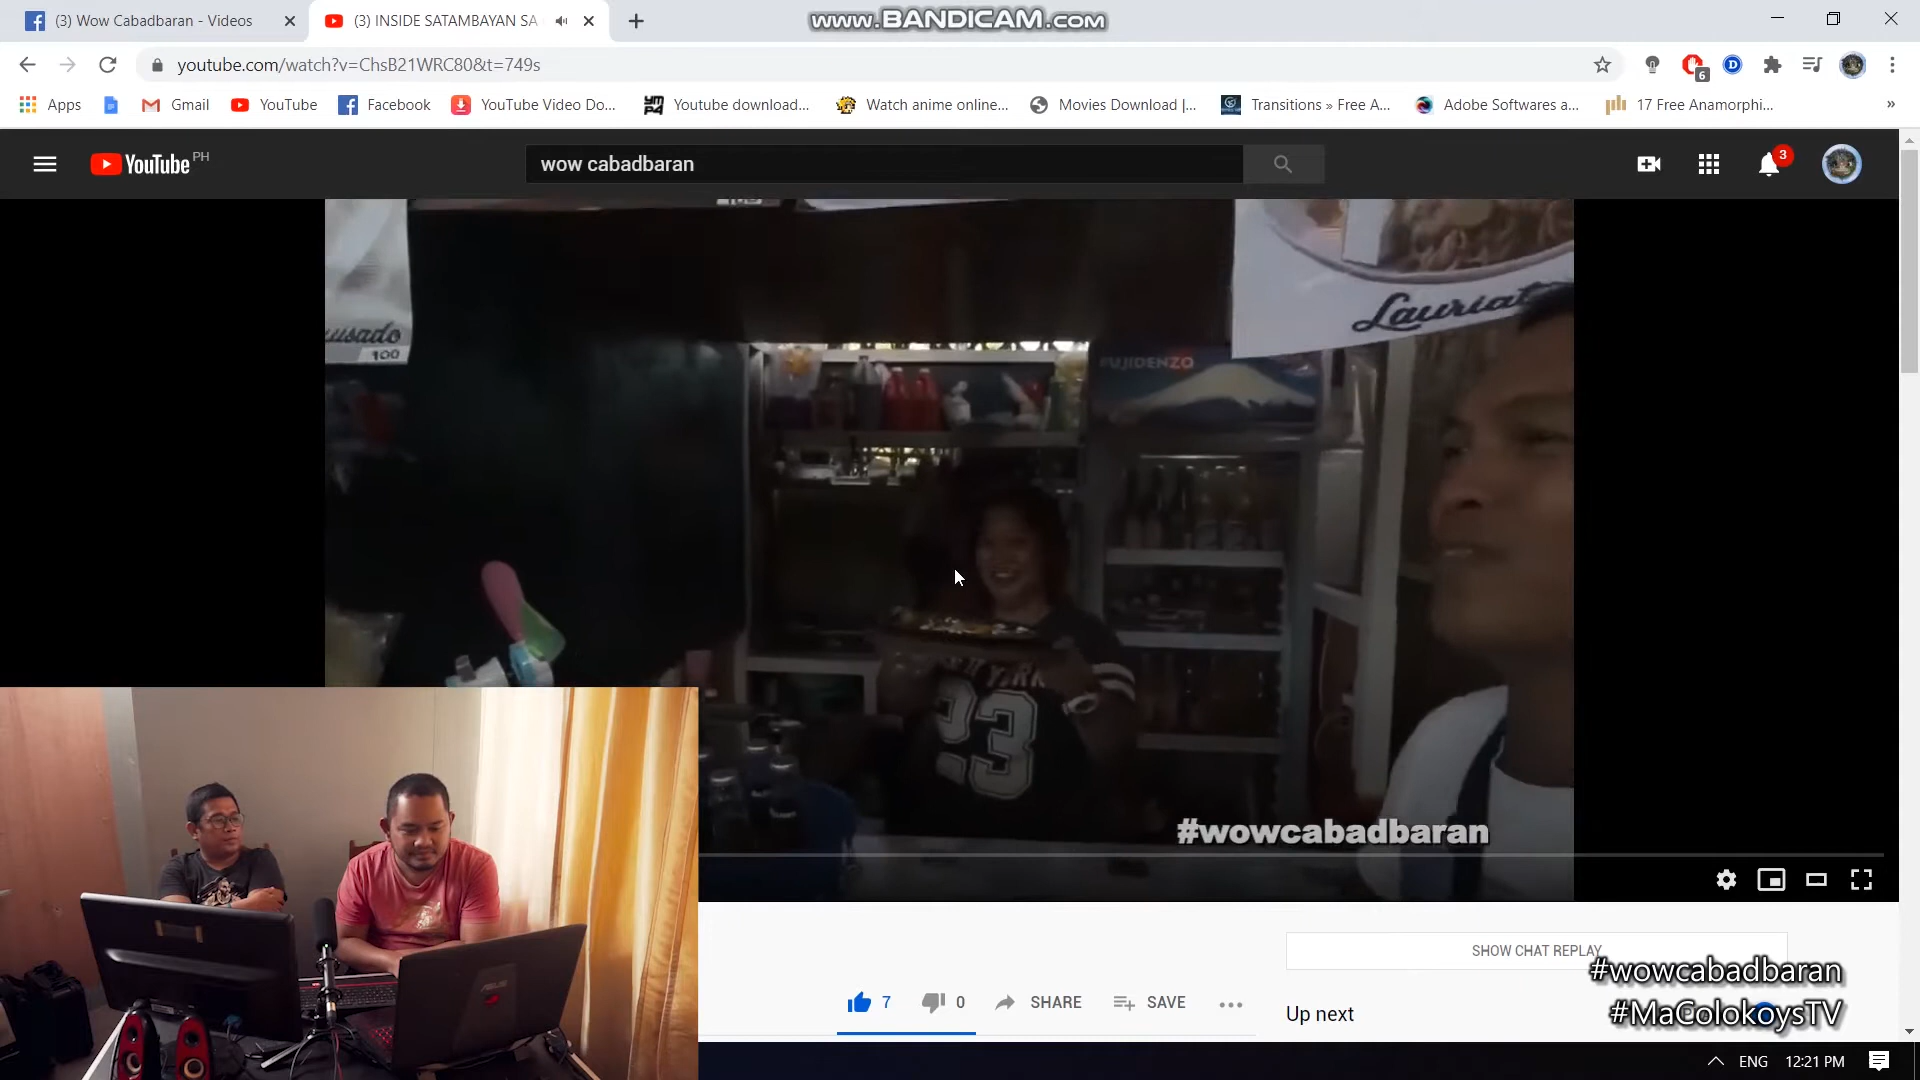 (3) Wow Cabadbaran - Videos
(3) INSIDE SATAMBAYAN SA
www.BANDICAM.com
youtube.com/watch?v=ChsB21WRC80&t=749s
6
D
Apps
Gmail
YouTube
Facebook
YouTube Video Do...
Youtube download...
Watch anime online...
Movies Download |...
Transitions » Free A...
Adobe Softwares a...
17 Free Anamorphi...
»
YouTube PH
wow cabadbaran
3
usado
100
Lauriat
FUJIDENZO
YORK
23
#wowcabadbaran
7
0
SHARE
SAVE
SHOW CHAT REPLAY
Up next
#wowcabadbaran
#MaColokoysTV
ASUS
ENG
12:21 PM